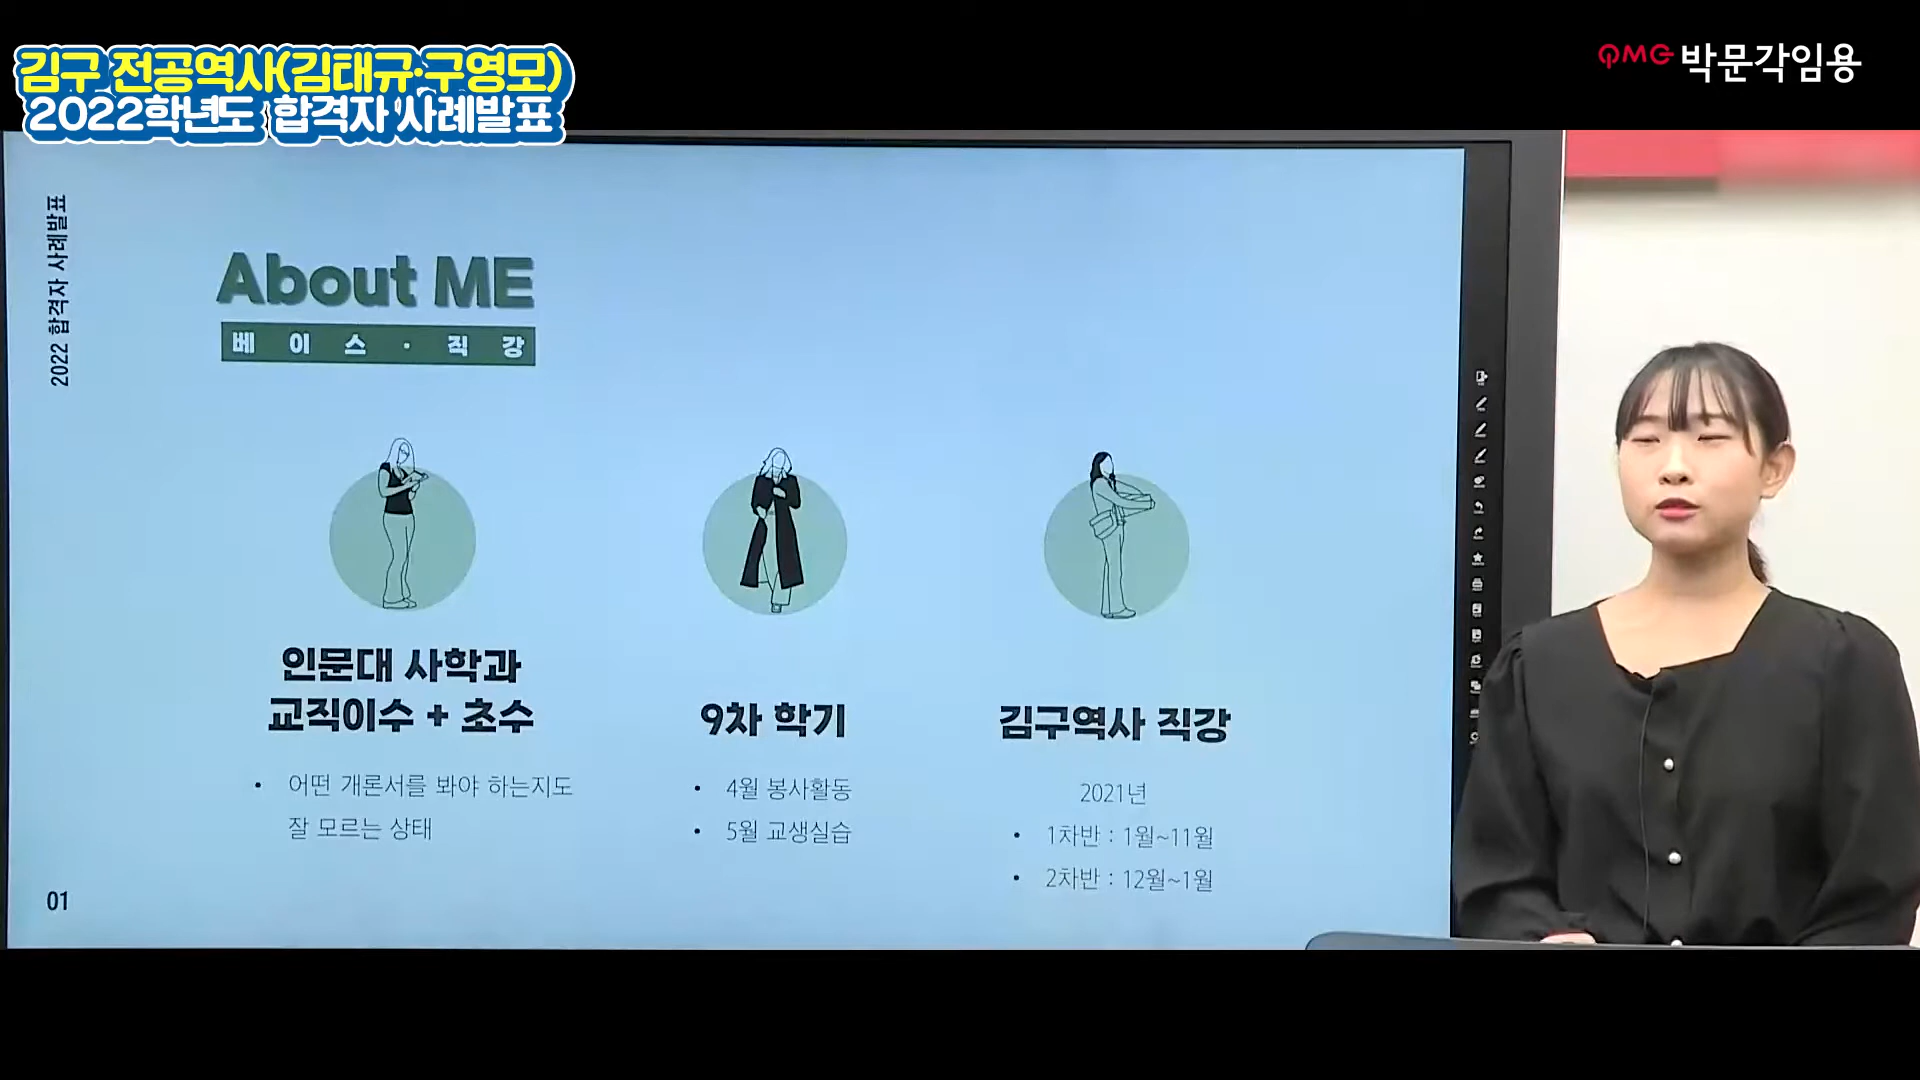 김구 전공역사(김태규·구영모)
2022학년도 합격자 사례발표
PMG 박문각임용
2022 합격자 사례발표
About ME
베이스·직강
인문대 사학과
교직이수 + 초수
• 어떤 개론서를 봐야 하는지도
잘 모르는 상태
9차 학기
• 4월 봉사활동
• 5월 교생실습
김구역사 직강
2021년
• 1차반 : 1월~11월
• 2차반 : 12월~1월
01